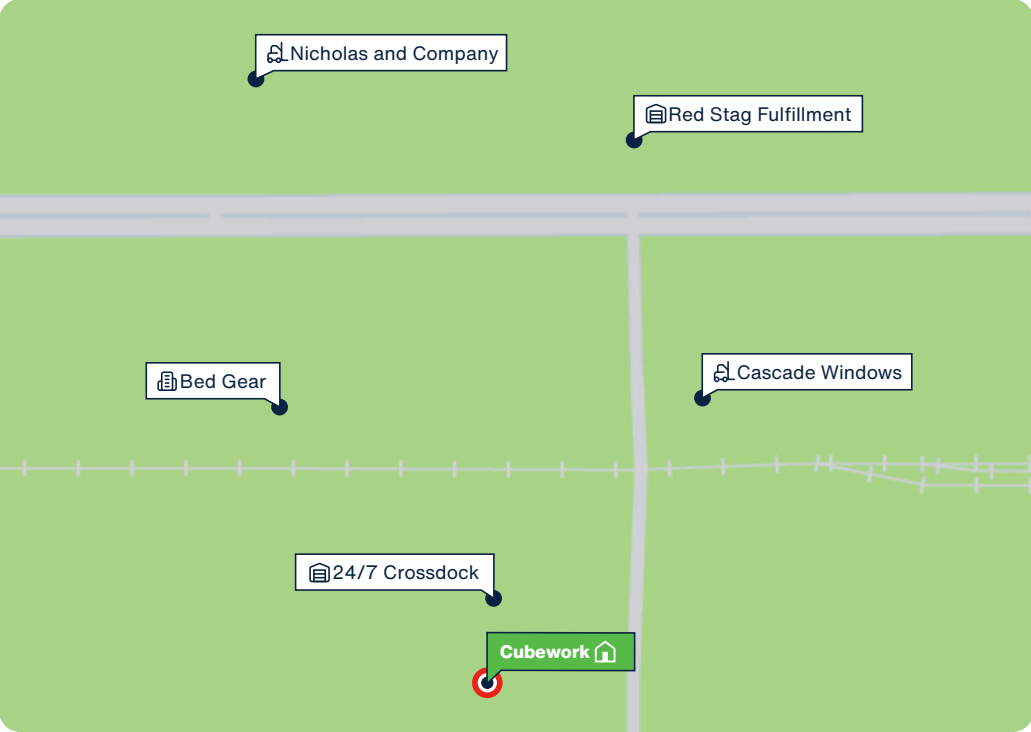 Nicholas and Company
Red Stag Fulfillment
Cascade Windows
Bed Gear
24/7 Crossdock
Cubework